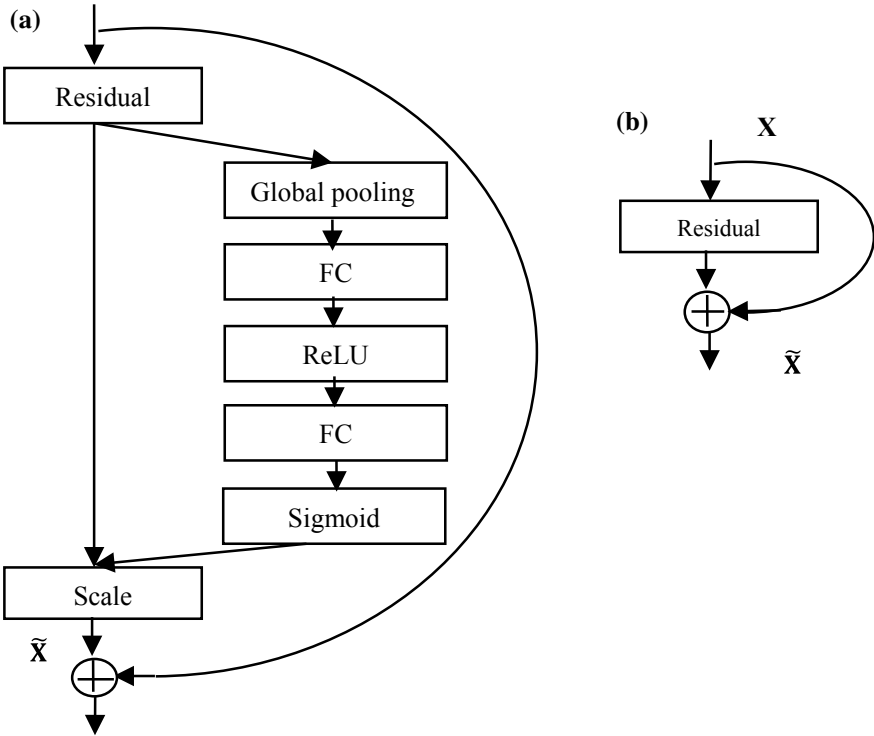 (a)
Residual
Global pooling
FC
ReLU
FC
Sigmoid
Scale
X̃
(b)
X
Residual
X̃